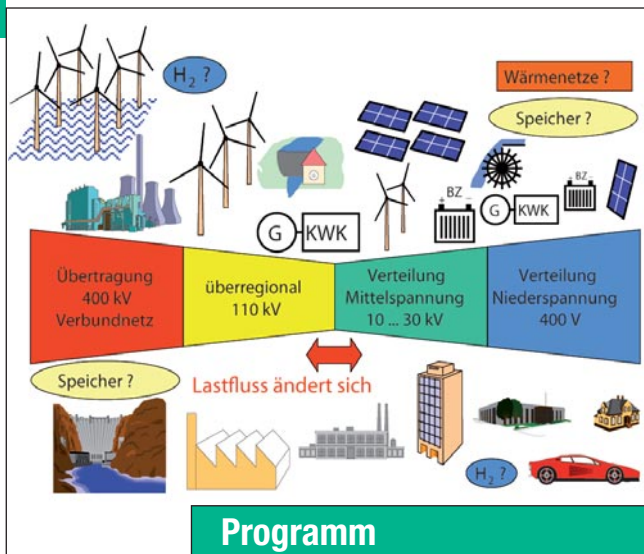 H₂ ?
Wärmenetze ?
Speicher ?
BZ
+ −
BZ
+ −
G KWK
G KWK
Übertragung
400 kV
Verbundnetz
überregional
110 kV
Verteilung
Mittelspannung
10 ... 30 kV
Verteilung
Niederspannung
400 V
Speicher ?
Lastfluss ändert sich
H₂ ?
Programm